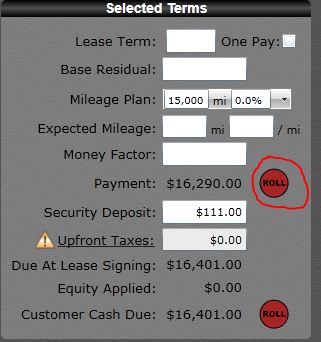 Selected Terms
Lease Term: One Pay:
Base Residual:
Mileage Plan: 15,000 mi 0.0%
Expected Mileage: mi / mi
Money Factor:
Payment: $16,290.00 ROLL
Security Deposit: $111.00
Upfront Taxes: $0.00
Due At Lease Signing: $16,401.00
Equity Applied: $0.00
Customer Cash Due: $16,401.00 ROLL